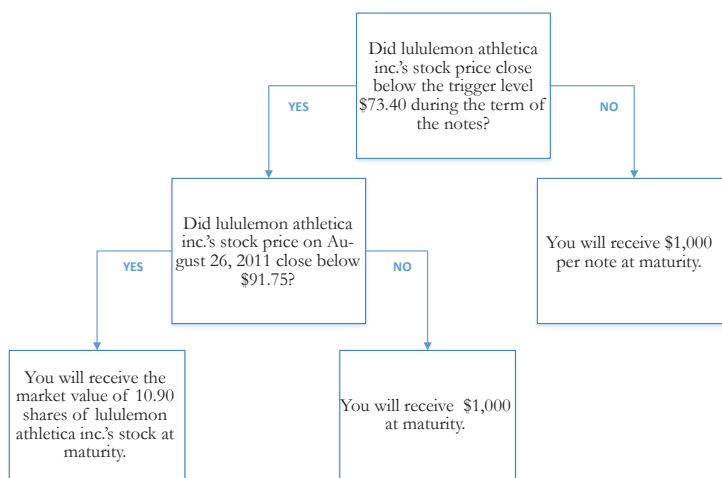 Did lululemon athletica
inc.'s stock price close
below the trigger level
$73.40 during the term of
the notes?
YES
NO
Did lululemon athletica
inc.'s stock price on Au-
gust 26, 2011 close below
$91.75?
You will receive $1,000
per note at maturity.
YES
NO
You will receive the
market value of 10.90
shares of lululemon
athletica inc.'s stock at
maturity.
You will receive $1,000
at maturity.